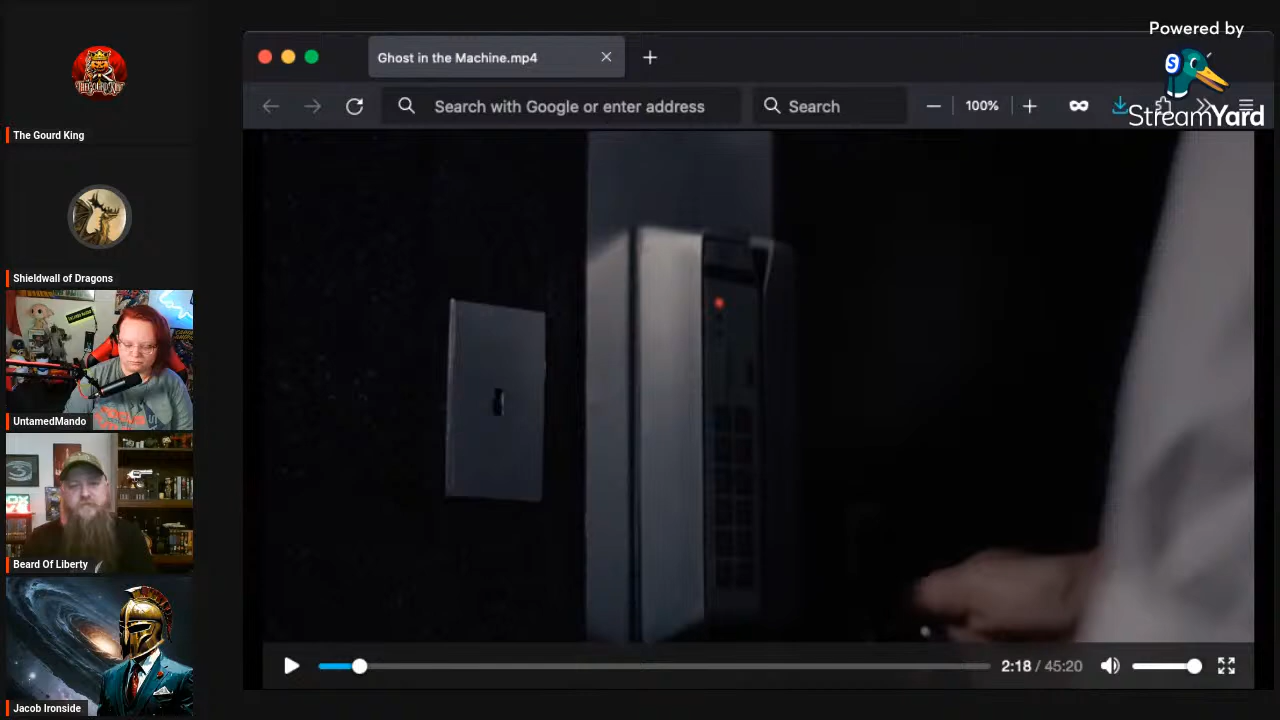 Powered by
StreamYard
Ghost in the Machine.mp4
Search with Google or enter address
Search
100%
The Gourd King
Shieldwall of Dragons
UntamedMando
Beard Of Liberty
Jacob Ironside
2:18 / 45:20